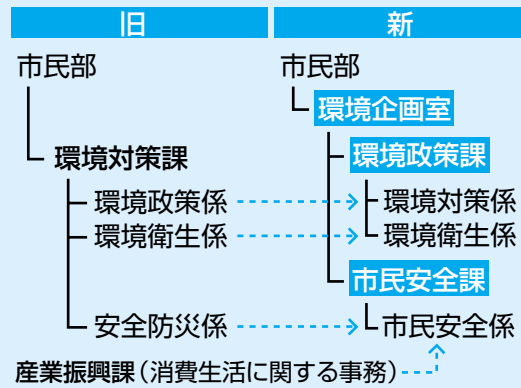 旧 新
市民部 市民部
環境企画室
環境対策課 環境政策課
環境政策係 環境対策係
環境衛生係 環境衛生係
市民安全課
安全防災係 市民安全係
産業振興課（消費生活に関する事務）